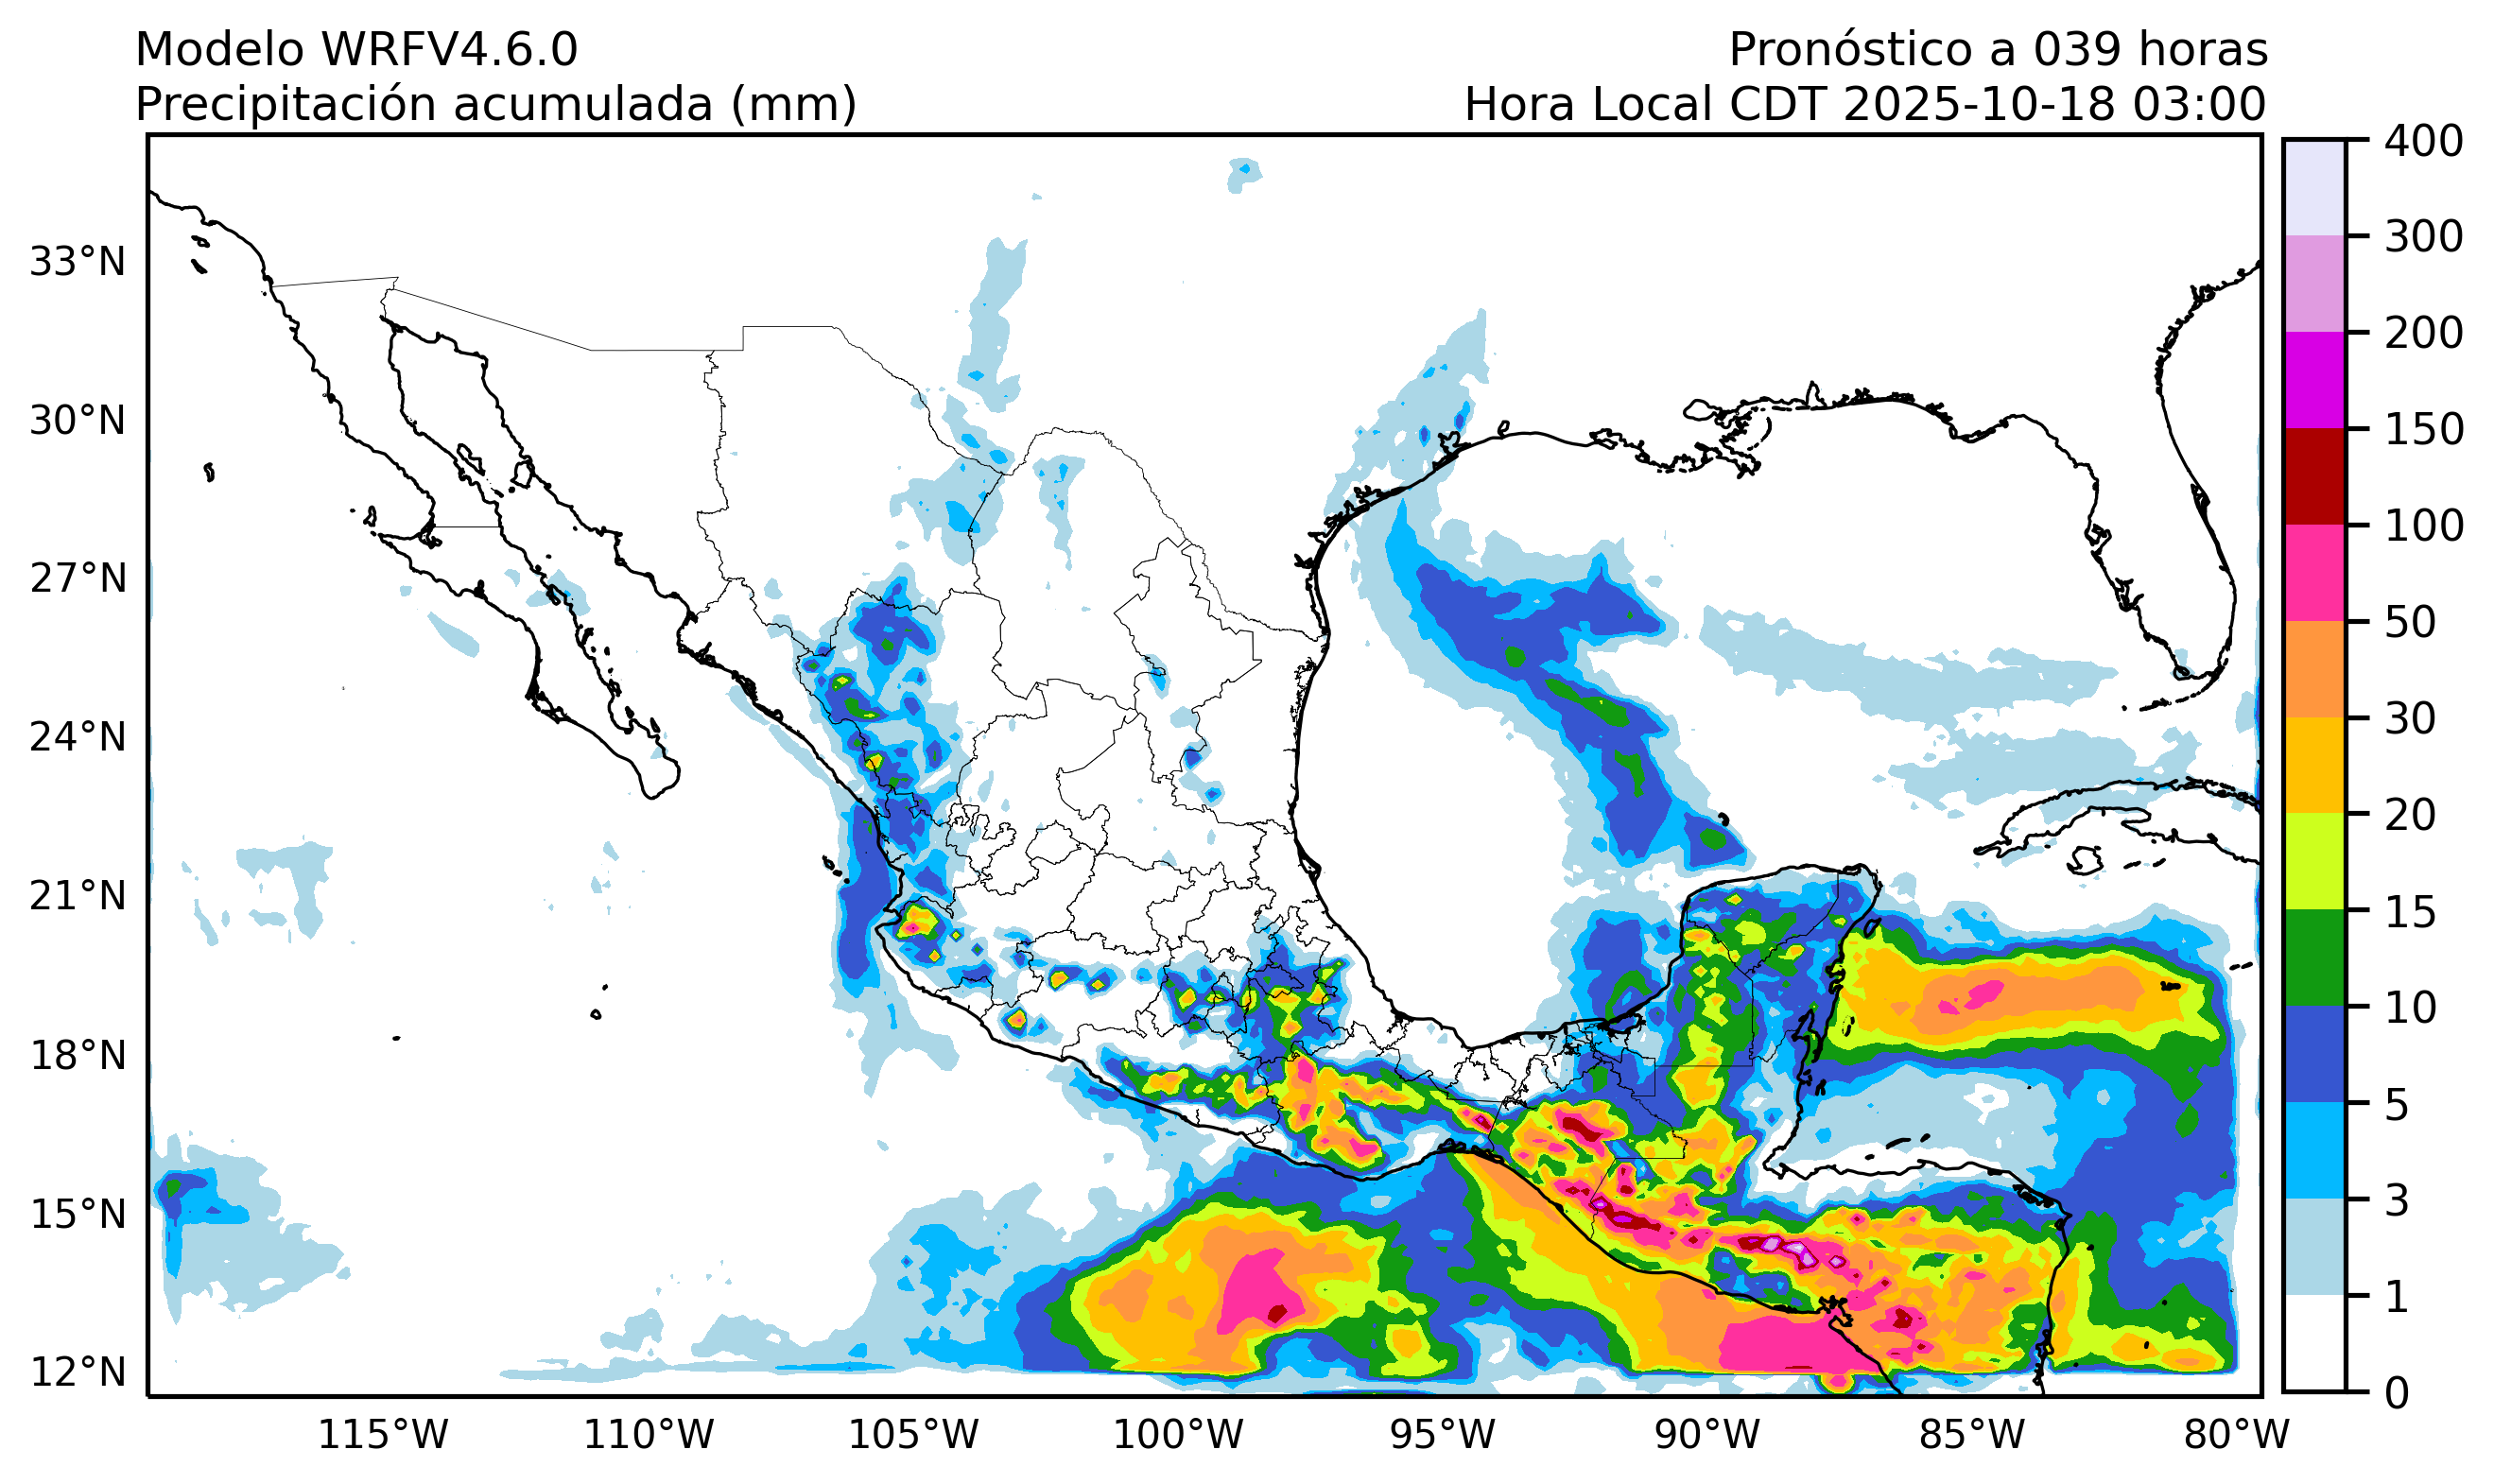 Modelo WRFV4.6.0
Pronóstico a 039 horas
Precipitación acumulada (mm)
Hora Local CDT 2025-10-18 03:00
400
300
200
150
100
50
30
20
15
10
5
3
1
0
33°N
30°N
27°N
24°N
21°N
18°N
15°N
12°N
115°W
110°W
105°W
100°W
95°W
90°W
85°W
80°W